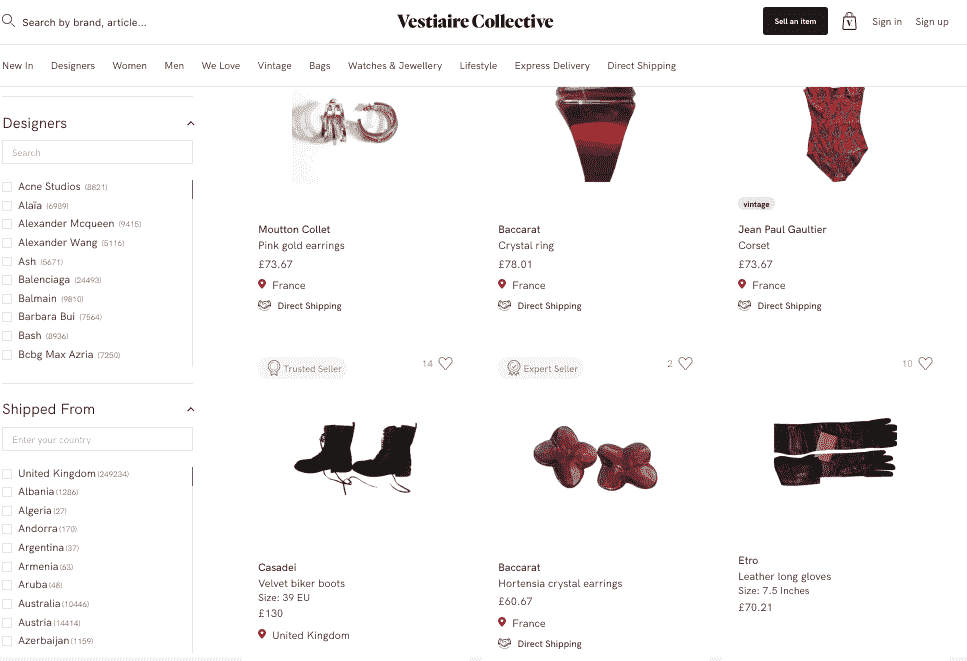 Search by brand, article...
Vestiaire Collective
Sell an item
V
Sign in
Sign up
New In
Designers
Women
Men
We Love
Vintage
Bags
Watches & Jewellery
Lifestyle
Express Delivery
Direct Shipping
Designers
Search
Acne Studios (8821)
Alaïa (6989)
Alexander Mcqueen (9415)
Alexander Wang (5116)
Ash (5671)
Balenciaga (24493)
Balmain (9810)
Barbara Bui (7564)
Bash (8936)
Bcbg Max Azria (7250)
Shipped From
Enter your country
United Kingdom (249234)
Albania (1286)
Algeria (27)
Andorra (170)
Argentina (37)
Armenia (63)
Aruba (48)
Australia (10446)
Austria (14414)
Azerbaijan (1159)
Moutton Collet
Pink gold earrings
£73.67
France
Direct Shipping
Baccarat
Crystal ring
£78.01
France
Direct Shipping
vintage
Jean Paul Gaultier
Corset
£73.67
France
Direct Shipping
Trusted Seller
14
Casadei
Velvet biker boots
Size: 39 EU
£130
United Kingdom
Expert Seller
2
Baccarat
Hortensia crystal earrings
£60.67
France
Direct Shipping
10
Etro
Leather long gloves
Size: 7.5 Inches
£70.21